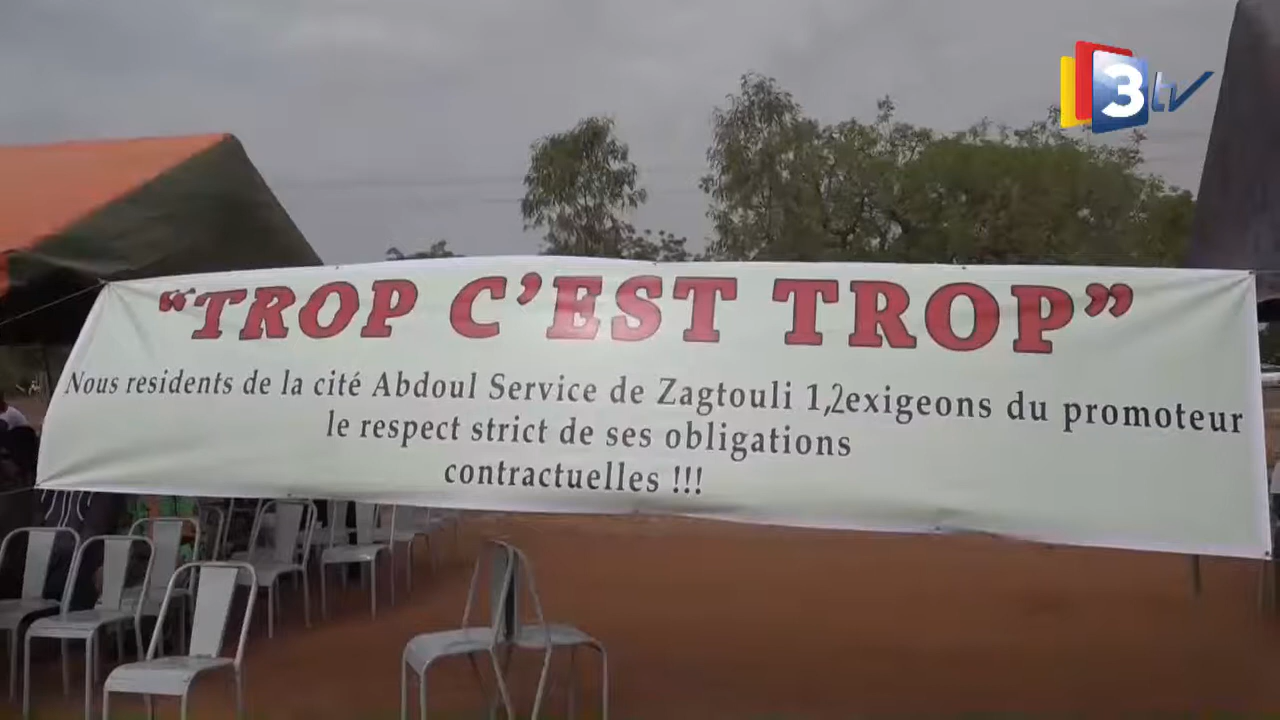 3tv
“TROP C’EST TROP”
Nous residents de la cité Abdoul Service de Zagtouli 1,2exigeons du promoteur
le respect strict de ses obligations
contractuelles !!!